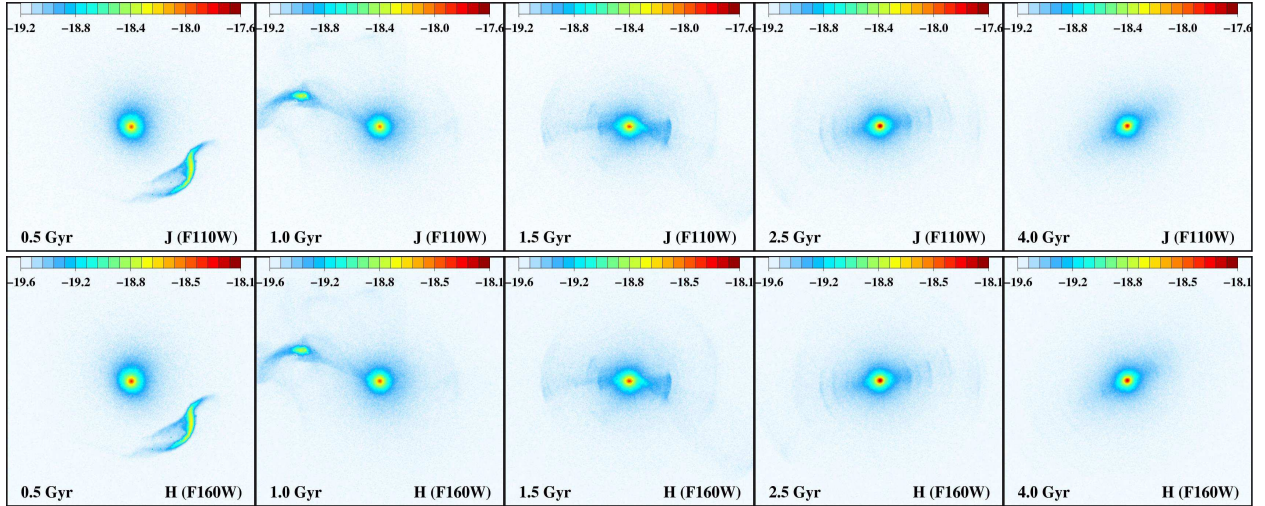 −19.2 −18.8 −18.4 −18.0 −17.6
−19.2 −18.8 −18.4 −18.0 −17.6
−19.2 −18.8 −18.4 −18.0 −17.6
−19.2 −18.8 −18.4 −18.0 −17.6
−19.2 −18.8 −18.4 −18.0 −17.6
0.5 Gyr J (F110W)
1.0 Gyr J (F110W)
1.5 Gyr J (F110W)
2.5 Gyr J (F110W)
4.0 Gyr J (F110W)
−19.6 −19.2 −18.8 −18.5 −18.1
−19.6 −19.2 −18.8 −18.5 −18.1
−19.6 −19.2 −18.8 −18.5 −18.1
−19.6 −19.2 −18.8 −18.5 −18.1
−19.6 −19.2 −18.8 −18.5 −18.1
0.5 Gyr H (F160W)
1.0 Gyr H (F160W)
1.5 Gyr H (F160W)
2.5 Gyr H (F160W)
4.0 Gyr H (F160W)